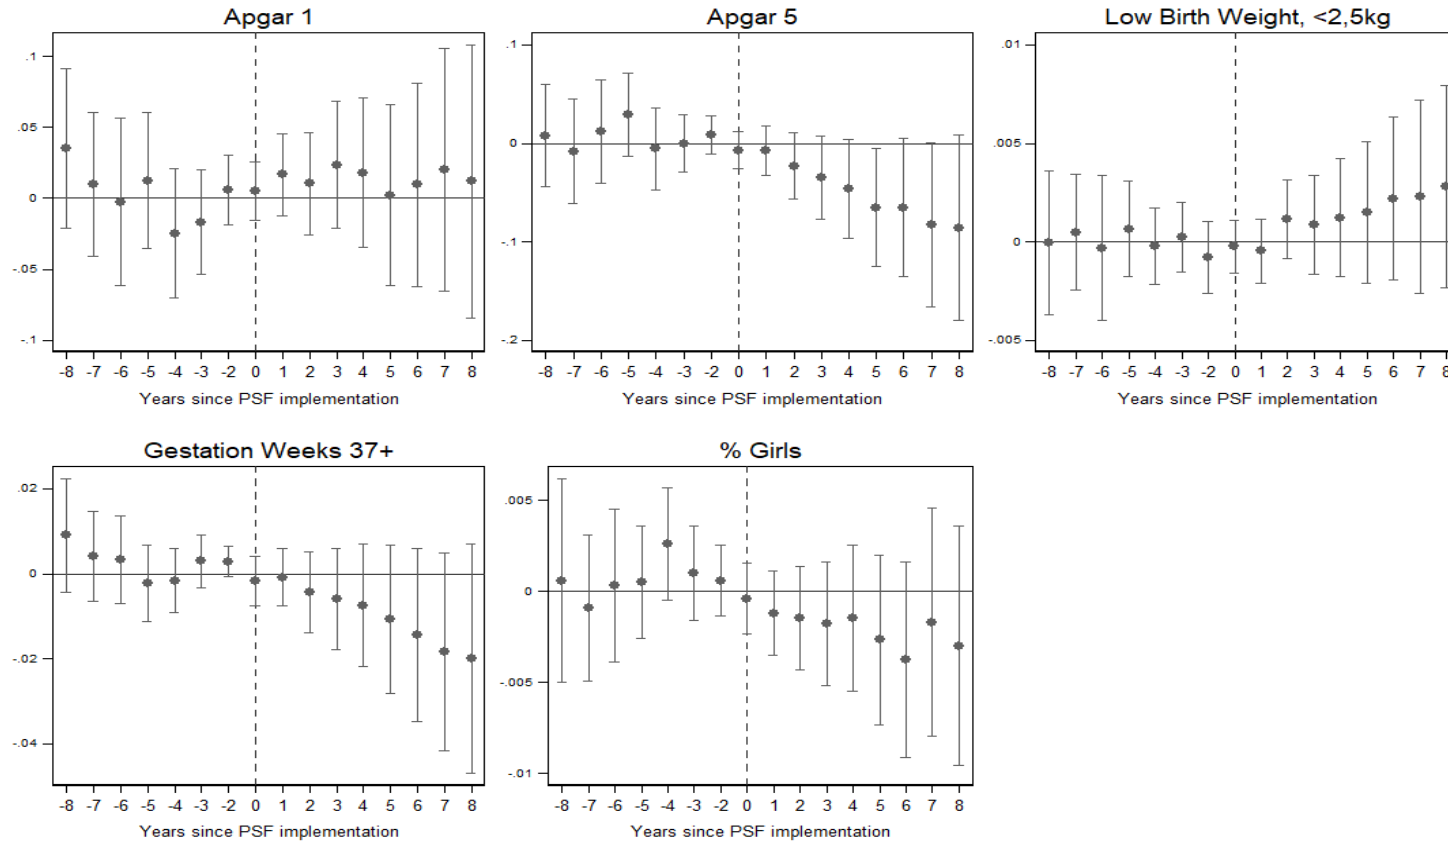 Apgar 1
.1
.05
0
-.05
-.1
-8 -7 -6 -5 -4 -3 -2 0 1 2 3 4 5 6 7 8
Years since PSF implementation
Apgar 5
.1
0
-.1
-.2
-8 -7 -6 -5 -4 -3 -2 0 1 2 3 4 5 6 7 8
Years since PSF implementation
Low Birth Weight, <2,5kg
.01
.005
0
-.005
-8 -7 -6 -5 -4 -3 -2 0 1 2 3 4 5 6 7 8
Years since PSF implementation
Gestation Weeks 37+
.02
0
-.02
-.04
-8 -7 -6 -5 -4 -3 -2 0 1 2 3 4 5 6 7 8
Years since PSF implementation
% Girls
.005
0
-.005
-.01
-8 -7 -6 -5 -4 -3 -2 0 1 2 3 4 5 6 7 8
Years since PSF implementation